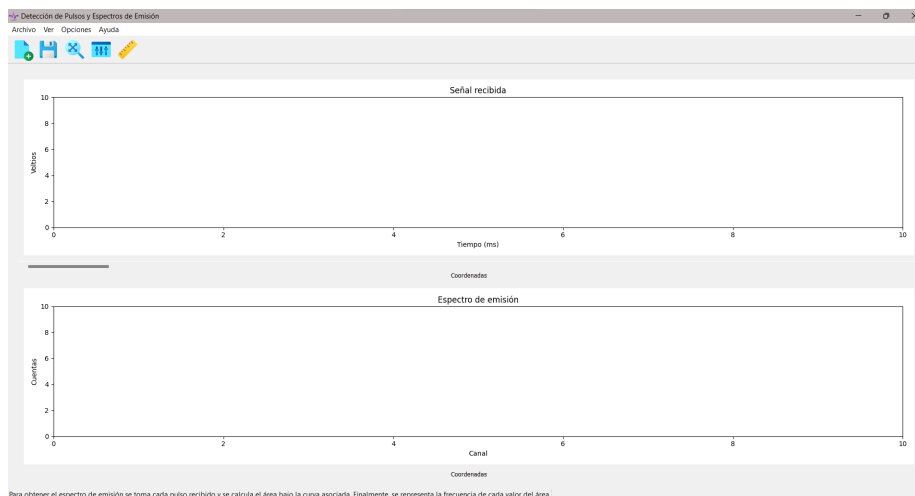 Detección de Pulsos y Espectros de Emisión
Archivo Ver Opciones Ayuda
Señal recibida
10
8
6
4
2
0
Voltios
0 2 4 6 8 10
Tiempo (ms)
Coordenadas
Espectro de emisión
10
8
6
4
2
0
Cuentas
0 2 4 6 8 10
Canal
Coordenadas
Para obtener el espectro de emisión se toma cada pulso recibido y se calcula el área bajo la curva asociada. Finalmente, se representa la frecuencia de cada valor del área